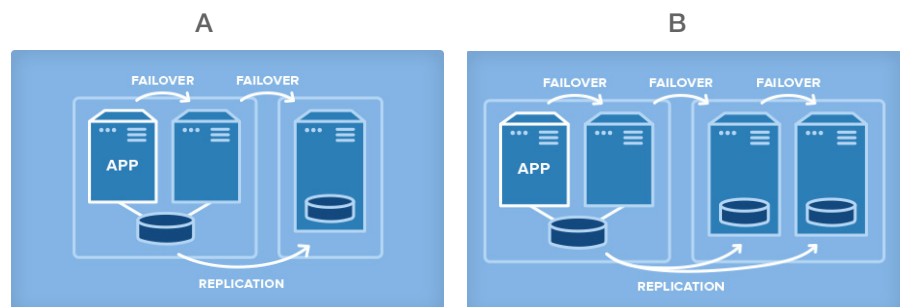 A
B
FAILOVER
FAILOVER
FAILOVER
FAILOVER
FAILOVER
APP
APP
REPLICATION
REPLICATION